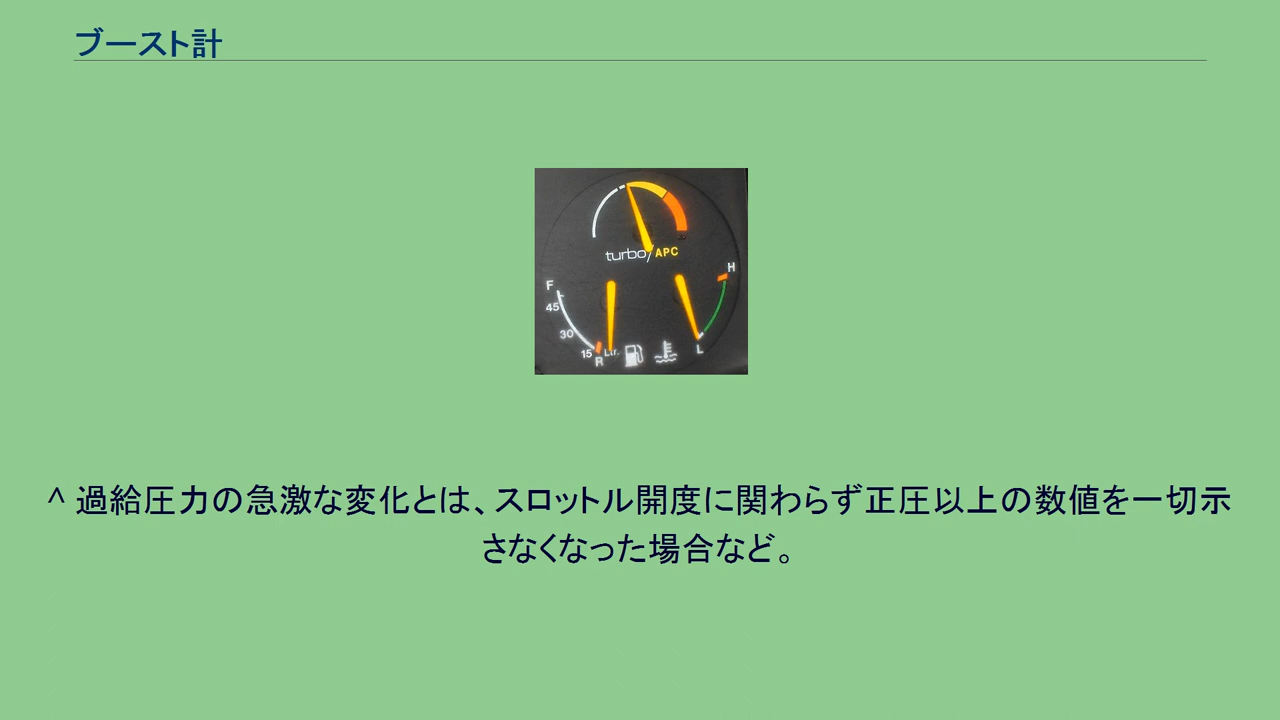 ブースト計
turbo/APC
H
F
45
30
15
Ltr.
R
L
^ 過給圧力の急激な変化とは、スロットル開度に関わらず正圧以上の数値を一切示
さなくなった場合など。